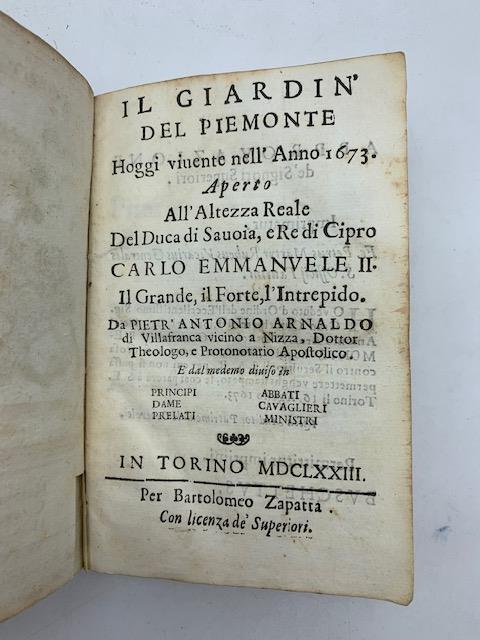 IL GIARDIN'
DEL PIEMONTE
Hoggi viuente nell' Anno 1673.
Aperto
All'Altezza Reale
Del Duca di Sauoia, e Re di Cipro
CARLO EMMANVELE II.
Il Grande, il Forte, l'Intrepido.
Da PIETR' ANTONIO ARNALDO
di Villafranca vicino a Nizza, Dottor
Theologo, e Protonotario Apostolico.
E dal medemo diuiso in
PRINCIPI ABBATI
DAME CAVAGLIERI
PRELATI MINISTRI
IN TORINO MDCLXXIII.
Per Bartolomeo Zapatta.
Con licenza de' Superiori.